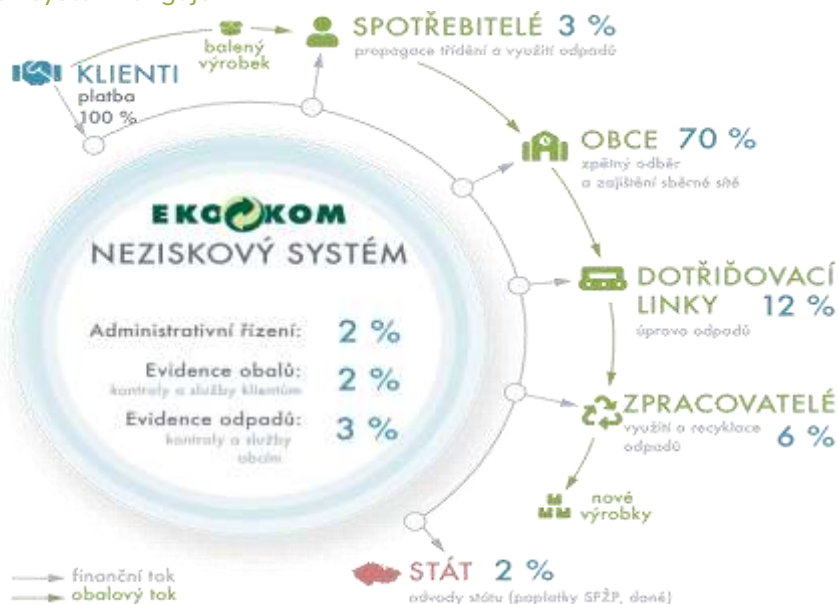 SPOTŘEBITELÉ 3 %
propagace třídění a využití odpadů
balený
výrobek
KLIENTI
platba
100 %
OBCE 70 %
zpětný odběr
a zajištění sběrné sítě
EKO KOM
NEZISKOVÝ SYSTÉM
DOTŘIĎOVACÍ
LINKY 12 %
úprava odpadů
Administrativní řízení: 2 %
Evidence obalů: 2 %
kontroly a služby klientům
Evidence odpadů: 3 %
kontroly a služby
obcím
ZPRACOVATELÉ
využití a recyklace
odpadů 6 %
nové
výrobky
STÁT 2 %
odvody státu (poplatky SFŽP, daně)
finanční tok
obalový tok